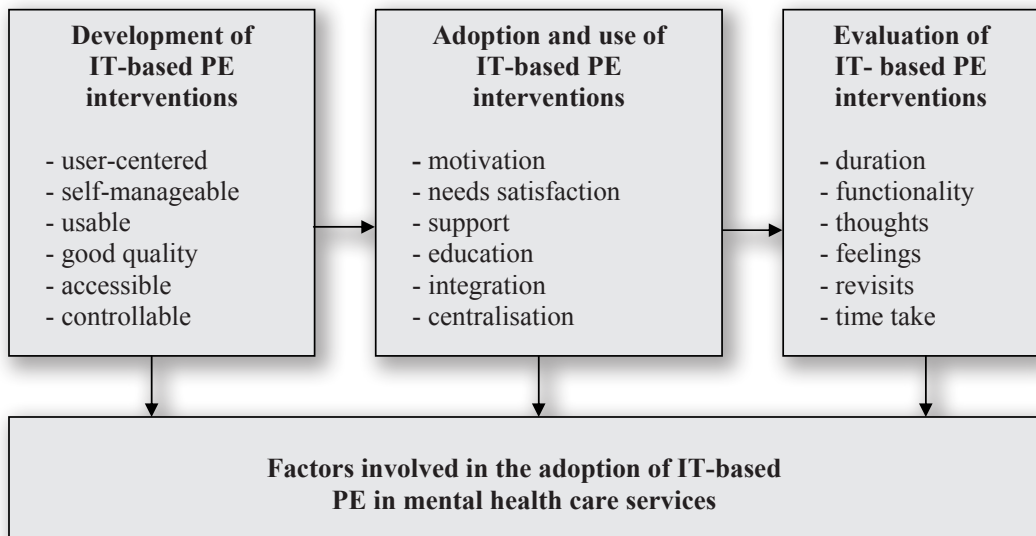 Development of
IT-based PE
interventions
- user-centered
- self-manageable
- usable
- good quality
- accessible
- controllable
Adoption and use of
IT-based PE
interventions
- motivation
- needs satisfaction
- support
- education
- integration
- centralisation
Evaluation of
IT- based PE
interventions
- duration
- functionality
- thoughts
- feelings
- revisits
- time take
Factors involved in the adoption of IT-based
PE in mental health care services